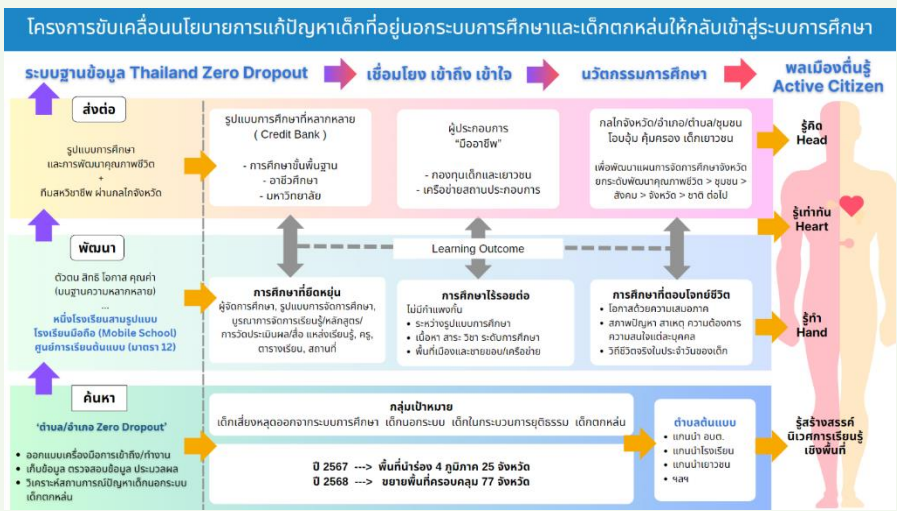 โครงการขับเคลื่อนนโยบายการแก้ปัญหาเด็กที่อยู่นอกระบบการศึกษาและเด็กตกหล่นให้กลับเข้าสู่ระบบการศึกษา
ระบบฐานข้อมูล Thailand Zero Dropout
เชื่อมโยง เข้าถึง เข้าใจ
นวัตกรรมการศึกษา
พลเมืองตื่นรู้
Active Citizen
ส่งต่อ
รูปแบบการศึกษา
และการพัฒนาคุณภาพชีวิต
+
ทีมสหวิชาชีพ ผ่านกลไกจังหวัด
รูปแบบการศึกษาที่หลากหลาย
( Credit Bank )
- การศึกษาขั้นพื้นฐาน
- อาชีวศึกษา
- มหาวิทยาลัย
ผู้ประกอบการ
“มืออาชีพ”
- กองทุนเด็กและเยาวชน
- เครือข่ายสถานประกอบการ
กลไกจังหวัด/อำเภอ/ตำบล/ชุมชน
โอบอุ้ม คุ้มครอง เด็กเยาวชน
เพื่อพัฒนาแผนการจัดการศึกษาจังหวัด
ยกระดับพัฒนาคุณภาพชีวิต > ชุมชน >
สังคม > จังหวัด > ชาติ ต่อไป
รู้คิด
Head
รู้เท่ากัน
Heart
Learning Outcome
พัฒนา
ตัวตน สิทธิ โอกาส คุณค่า
(บนฐานความหลากหลาย)
...
หนึ่งโรงเรียนสามรูปแบบ
โรงเรียนมือถือ (Mobile School)
ศูนย์การเรียนต้นแบบ (มาตรา 12)
การศึกษาที่ยืดหยุ่น
ผู้จัดการศึกษา, รูปแบบการจัดการศึกษา,
บูรณาการจัดการเรียนรู้/หลักสูตร/
การวัดประเมินผล/สื่อ แหล่งเรียนรู้, ครู,
ตารางเรียน, สถานที่
การศึกษาไร้รอยต่อ
ไม่มีกำแพงกั้น
• ระหว่างรูปแบบการศึกษา
• เนื้อหา สาระ วิชา ระดับการศึกษา
• พื้นที่เมืองและชายขอบ/เครือข่าย
การศึกษาที่ตอบโจทย์ชีวิต
• โอกาสด้วยความเสมอภาค
• สภาพปัญหา สาเหตุ ความต้องการ
ความสนใจแต่ละบุคคล
• วิถีชีวิตจริงในประจำวันของเด็ก
รู้ทำ
Hand
ค้นหา
‘ตำบล/อำเภอ Zero Dropout’
• ออกแบบเครื่องมือการเข้าถึง/ทำงาน
• เก็บข้อมูล ตรวจสอบข้อมูล ประมวลผล
• วิเคราะห์สถานการณ์ปัญหาเด็กนอกระบบ
เด็กตกหล่น
กลุ่มเป้าหมาย
เด็กเสี่ยงหลุดออกจากระบบการศึกษา เด็กนอกระบบ เด็กในกระบวนการยุติธรรม เด็กตกหล่น
ปี 2567 ---> พื้นที่นำร่อง 4 ภูมิภาค 25 จังหวัด
ปี 2568 ---> ขยายพื้นที่ครอบคลุม 77 จังหวัด
ตำบลต้นแบบ
• แกนนำ อบต.
• แกนนำโรงเรียน
• แกนนำเยาวชน
• ฯลฯ
รู้สร้างสรรค์
นิเวศการเรียนรู้
เชิงพื้นที่